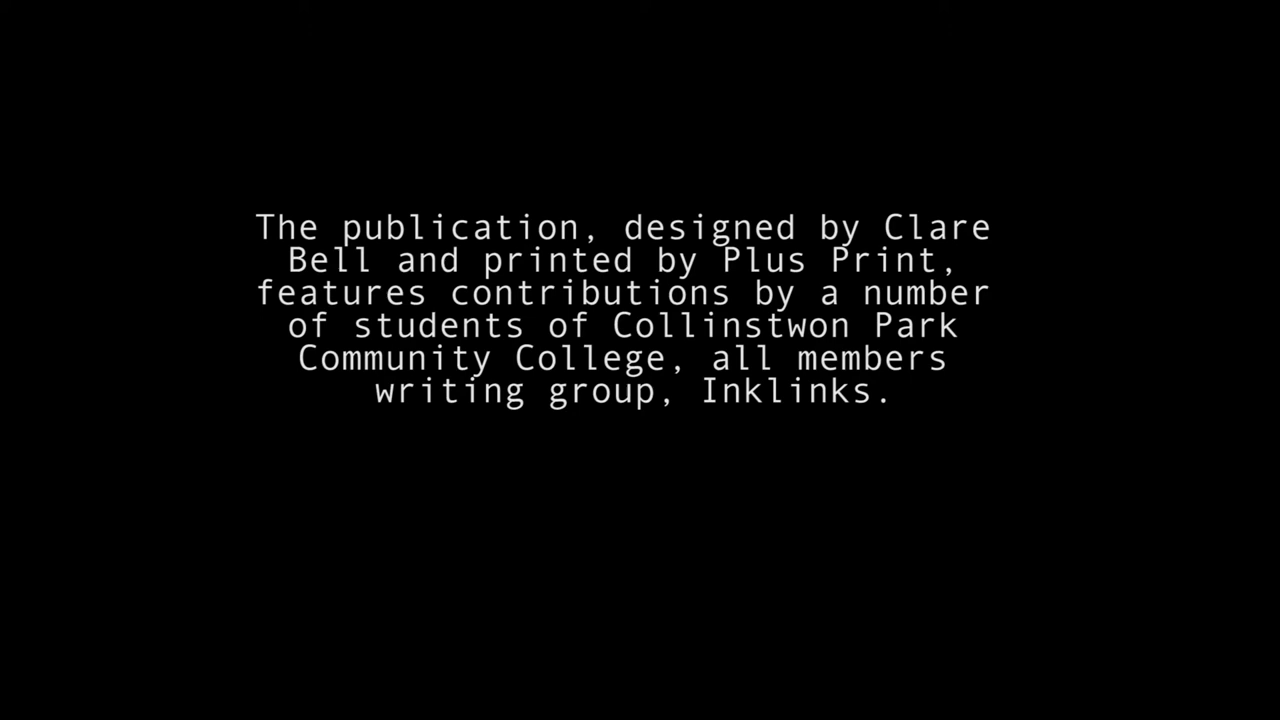 The publication, designed by Clare
Bell and printed by Plus Print,
features contributions by a number
of students of Collinstwon Park
Community College, all members
writing group, Inklinks.